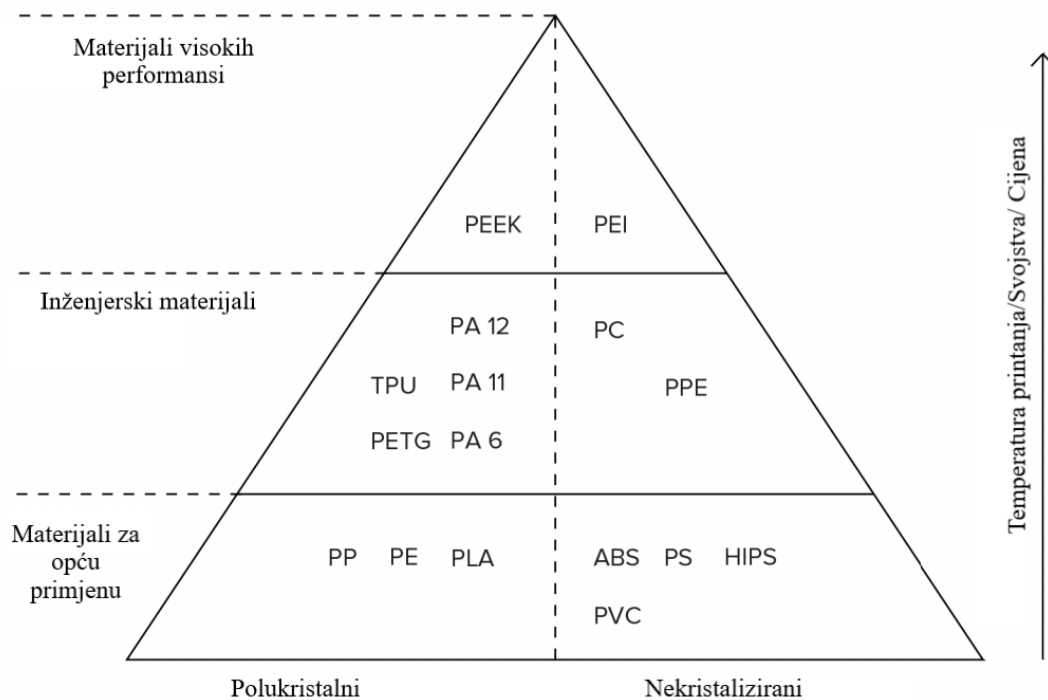 Materijali visokih
performansi
PEEK PEI
Inženjerski materijali
PA 12 PC
TPU PA 11 PPE
PETG PA 6
Materijali za
opću
primjenu
PP PE PLA ABS PS HIPS
PVC
Polukristalni Nekristalizirani
Temperatura printanja/Svojstva/ Cijena